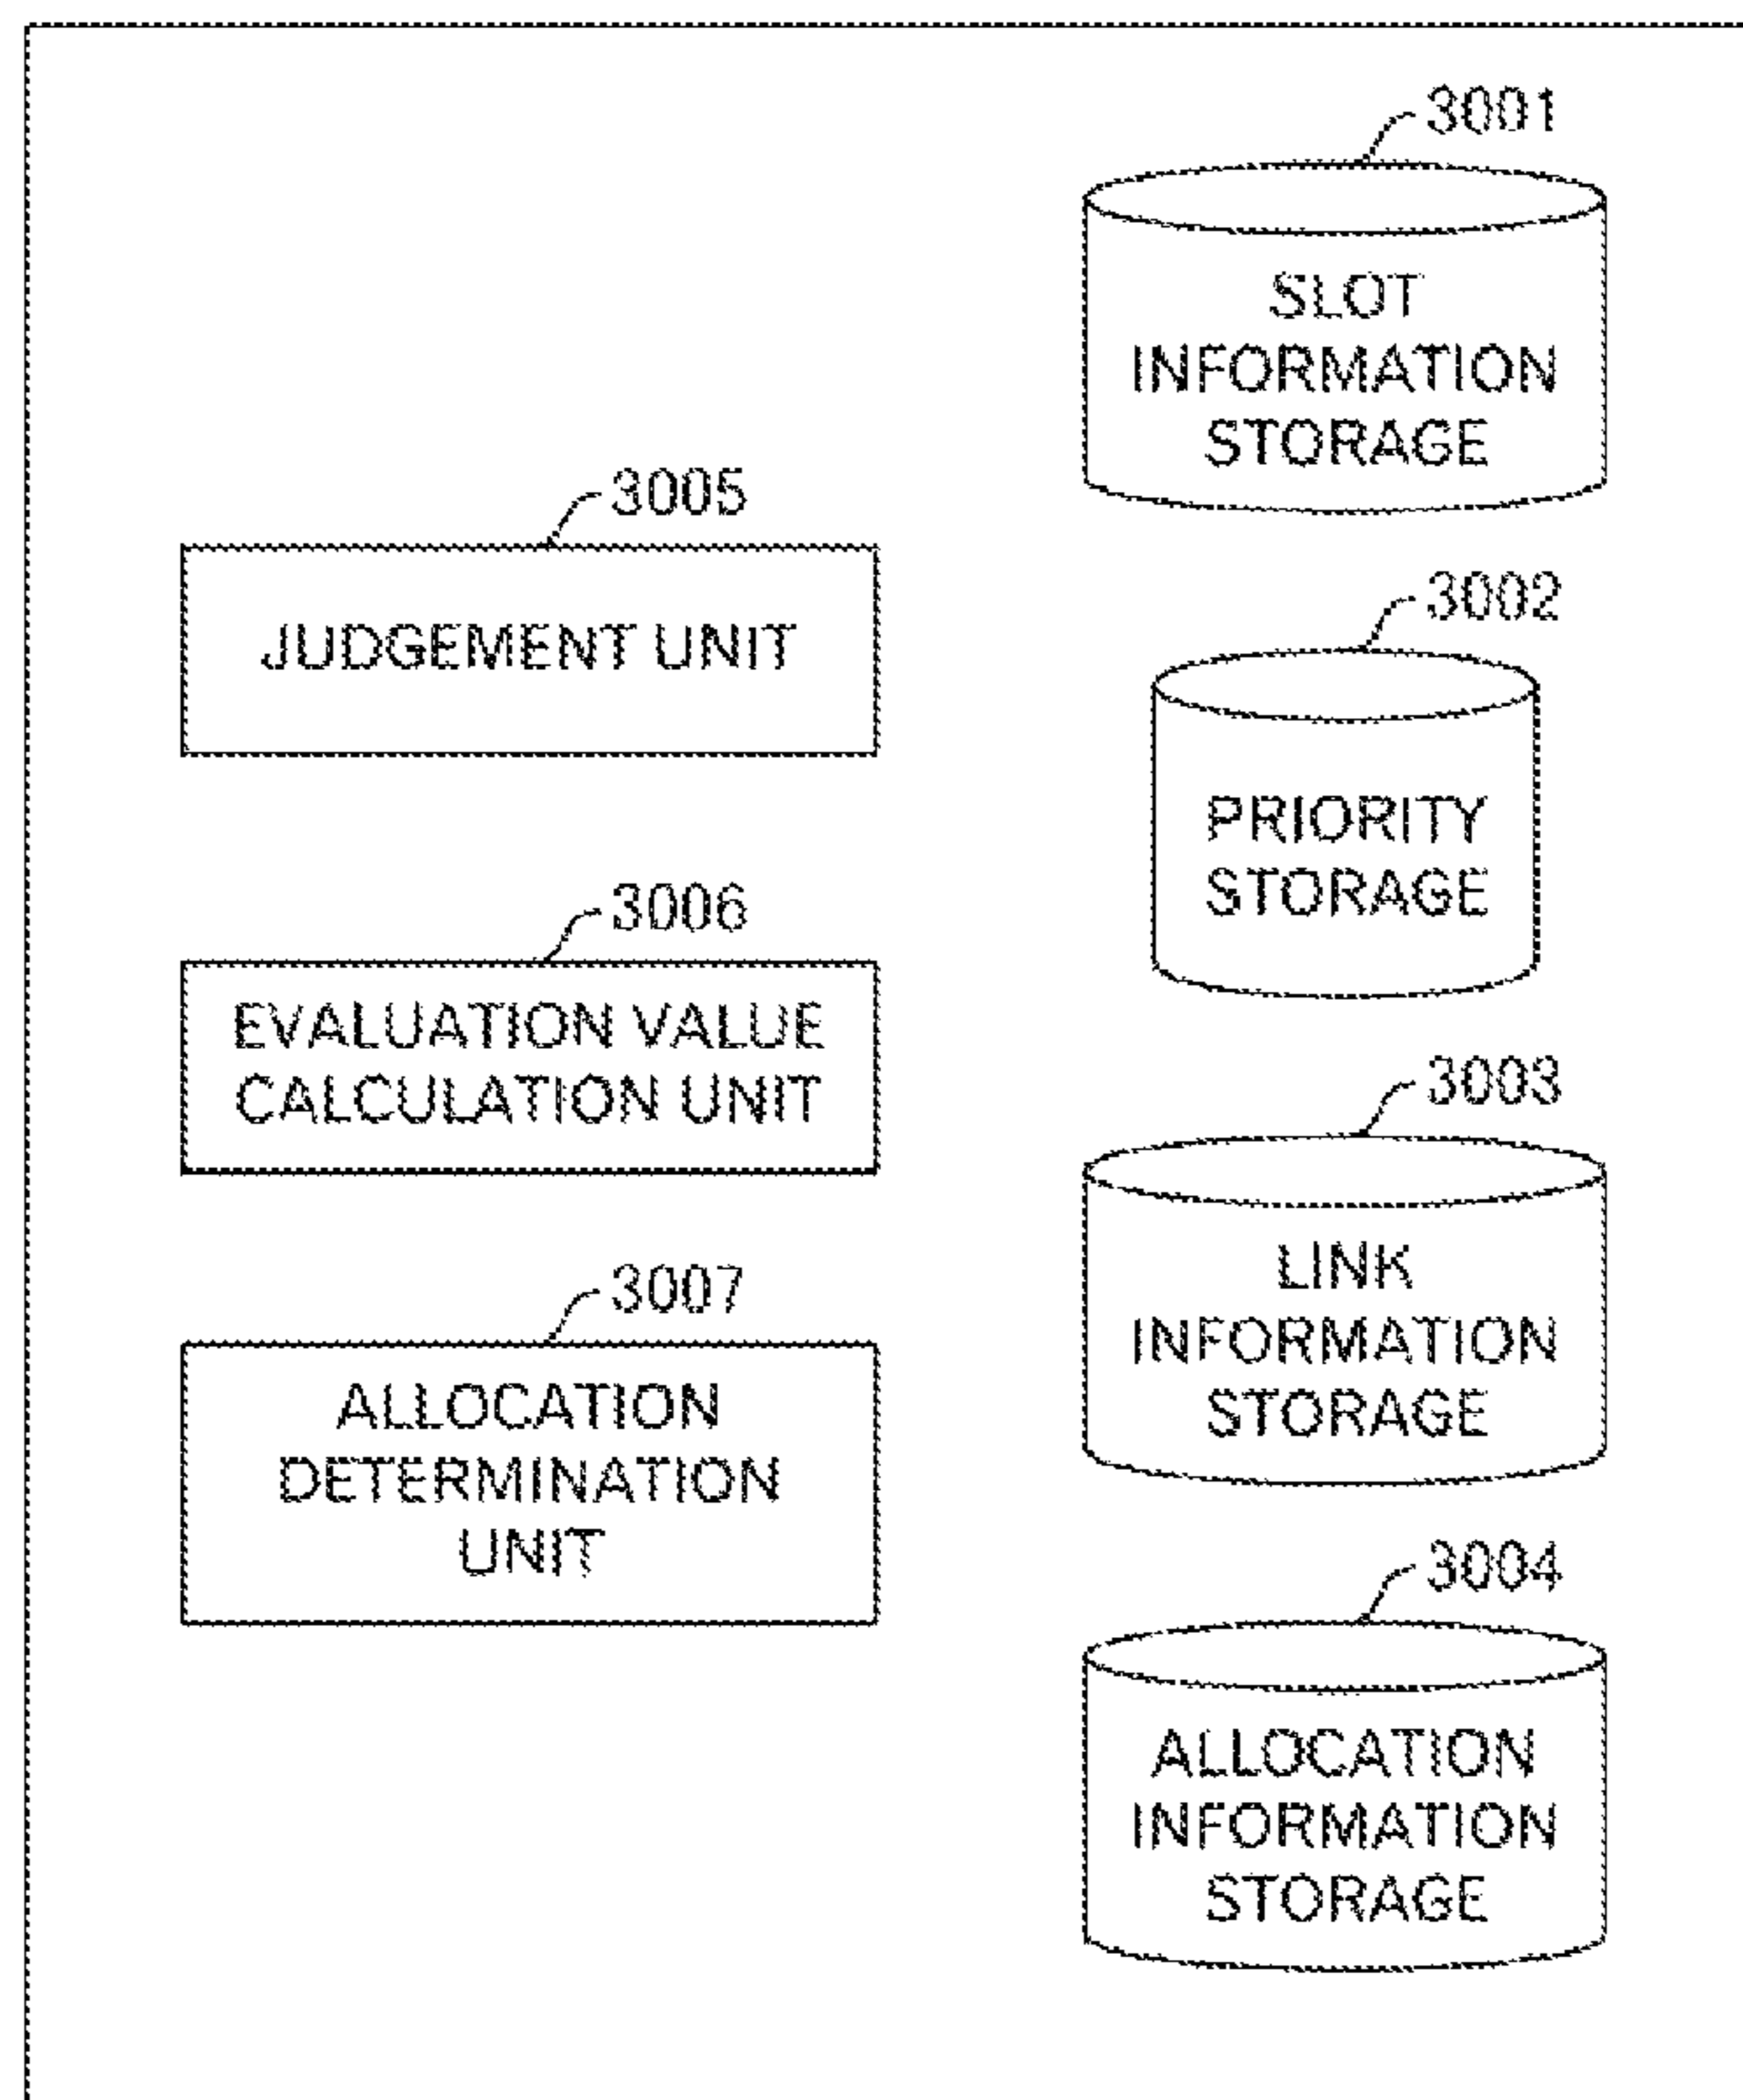 3001
SLOT
INFORMATION
STORAGE
3005
JUDGEMENT UNIT
3002
PRIORITY
STORAGE
3006
EVALUATION VALUE
CALCULATION UNIT
3003
LINK
INFORMATION
STORAGE
3007
ALLOCATION
DETERMINATION
UNIT
3004
ALLOCATION
INFORMATION
STORAGE